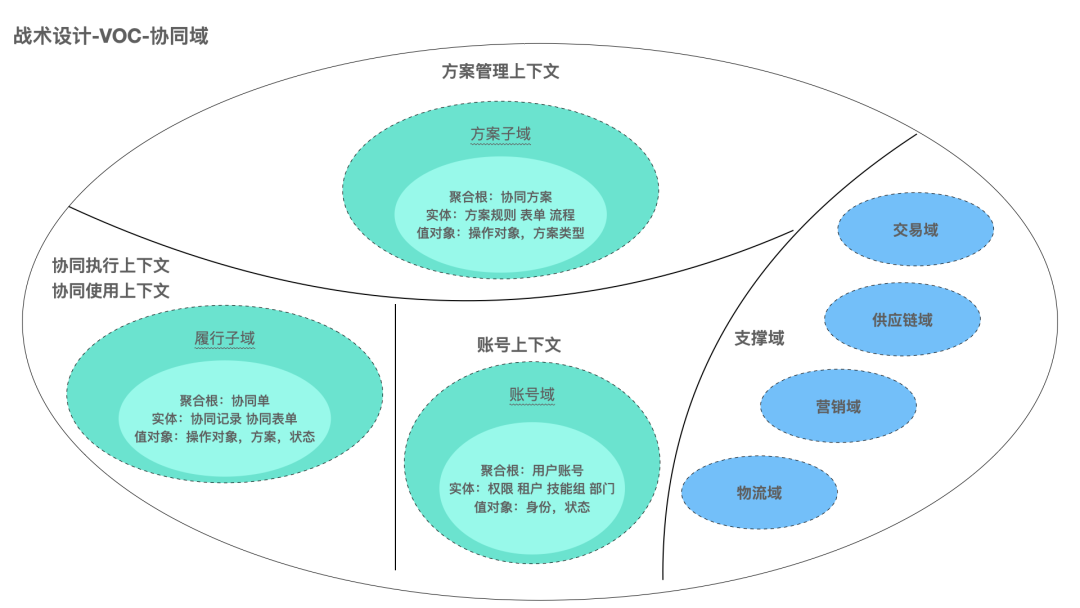 战术设计-VOC-协同域
方案管理上下文
方案子域
聚合根：协同方案
实体：方案规则 表单 流程
值对象：操作对象，方案类型
协同执行上下文
协同使用上下文
履行子域
聚合根：协同单
实体：协同记录 协同表单
值对象：操作对象，方案，状态
账号上下文
账号域
聚合根：用户账号
实体：权限 租户 技能组 部门
值对象：身份，状态
支撑域
交易域
供应链域
营销域
物流域